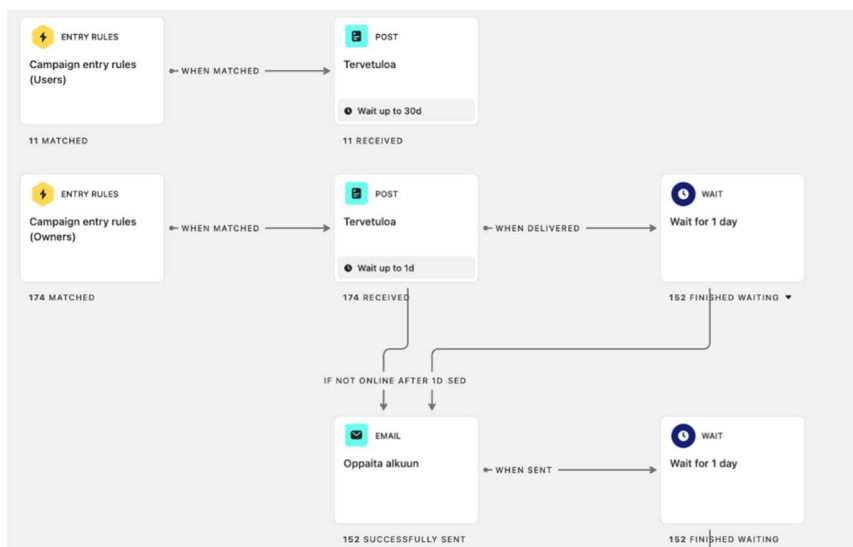 ENTRY RULES
Campaign entry rules
(Users)
WHEN MATCHED
POST
Tervetuloa
Wait up to 30d
11 MATCHED
11 RECEIVED
ENTRY RULES
Campaign entry rules
(Owners)
WHEN MATCHED
POST
Tervetuloa
Wait up to 1d
WHEN DELIVERED
WAIT
Wait for 1 day
174 MATCHED
174 RECEIVED
152 FINISHED WAITING
IF NOT ONLINE AFTER 1D SED
EMAIL
Oppaita alkuun
WHEN SENT
WAIT
Wait for 1 day
152 SUCCESSFULLY SENT
152 FINISHED WAITING